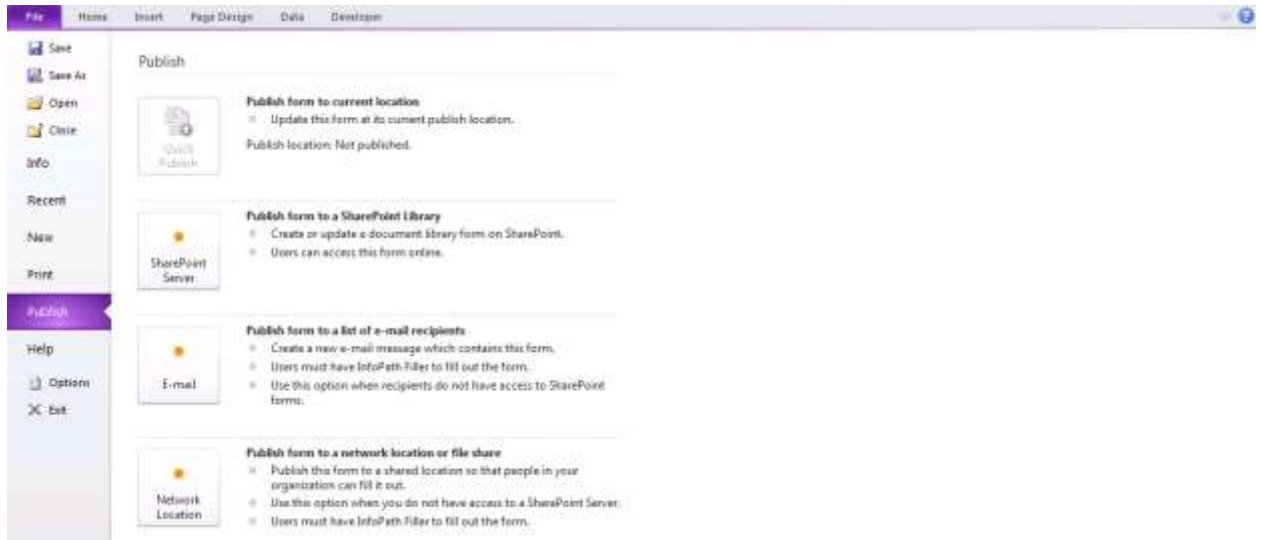 File Home Insert Page Design Data Developer
Save
Save As
Open
Close
Info
Recent
New
Print
Publish
Help
Options
Exit
Publish
Quick
Publish
Publish form to current location
Update this form at its current publish location.
Publish location: Not published.
SharePoint
Server
Publish form to a SharePoint Library
Create or update a document library form on SharePoint.
Users can access this form online.
E-mail
Publish form to a list of e-mail recipients
Create a new e-mail message which contains this form.
Users must have InfoPath Filler to fill out the form.
Use this option when recipients do not have access to SharePoint
forms.
Network
Location
Publish form to a network location or file share
Publish this form to a shared location so that people in your
organization can fill it out.
Use this option when you do not have access to a SharePoint Server.
Users must have InfoPath Filler to fill out the form.